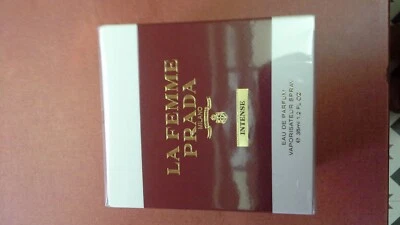 LA FEMME
PRADA
MILANO
INTENSE
EAU DE PARFUM
VAPORISATEUR SPRAY